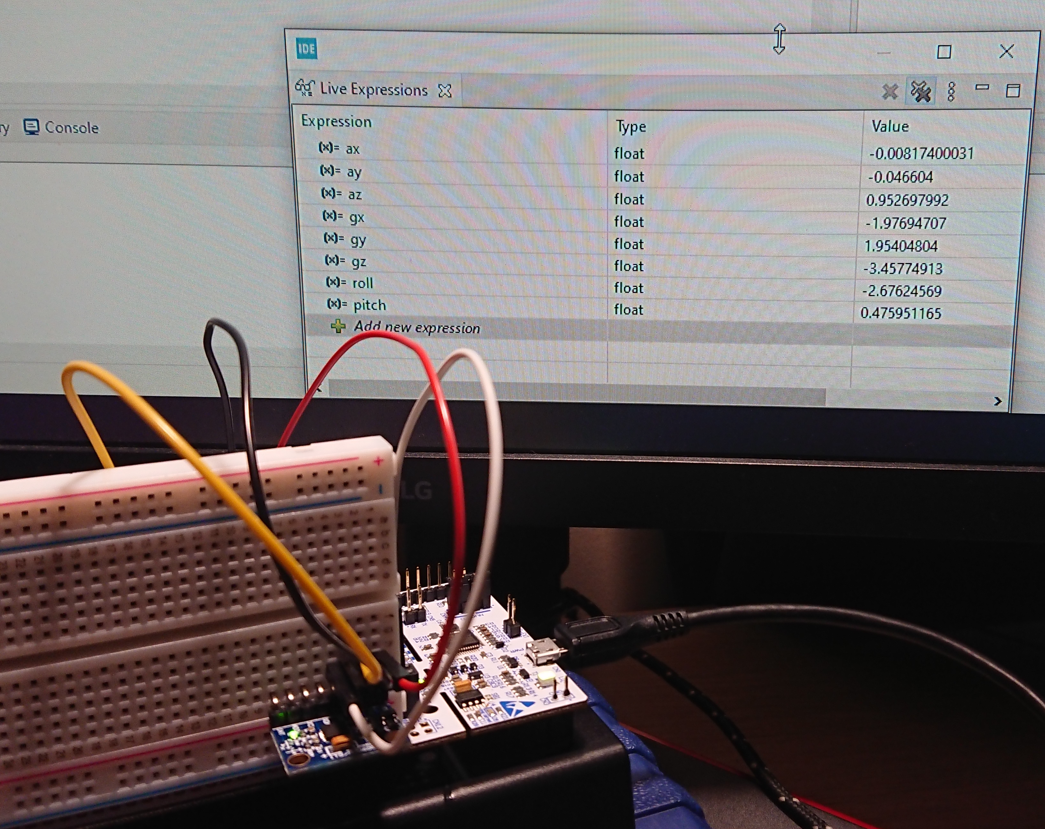 IDE
Live Expressions
Console
Expression Type Value
(x)= ax float -0.00817400031
(x)= ay float -0.046604
(x)= az float 0.952697992
(x)= gx float -1.97694707
(x)= gy float 1.95404804
(x)= gz float -3.45774913
(x)= roll float -2.67624569
(x)= pitch float 0.475951165
Add new expression
LG